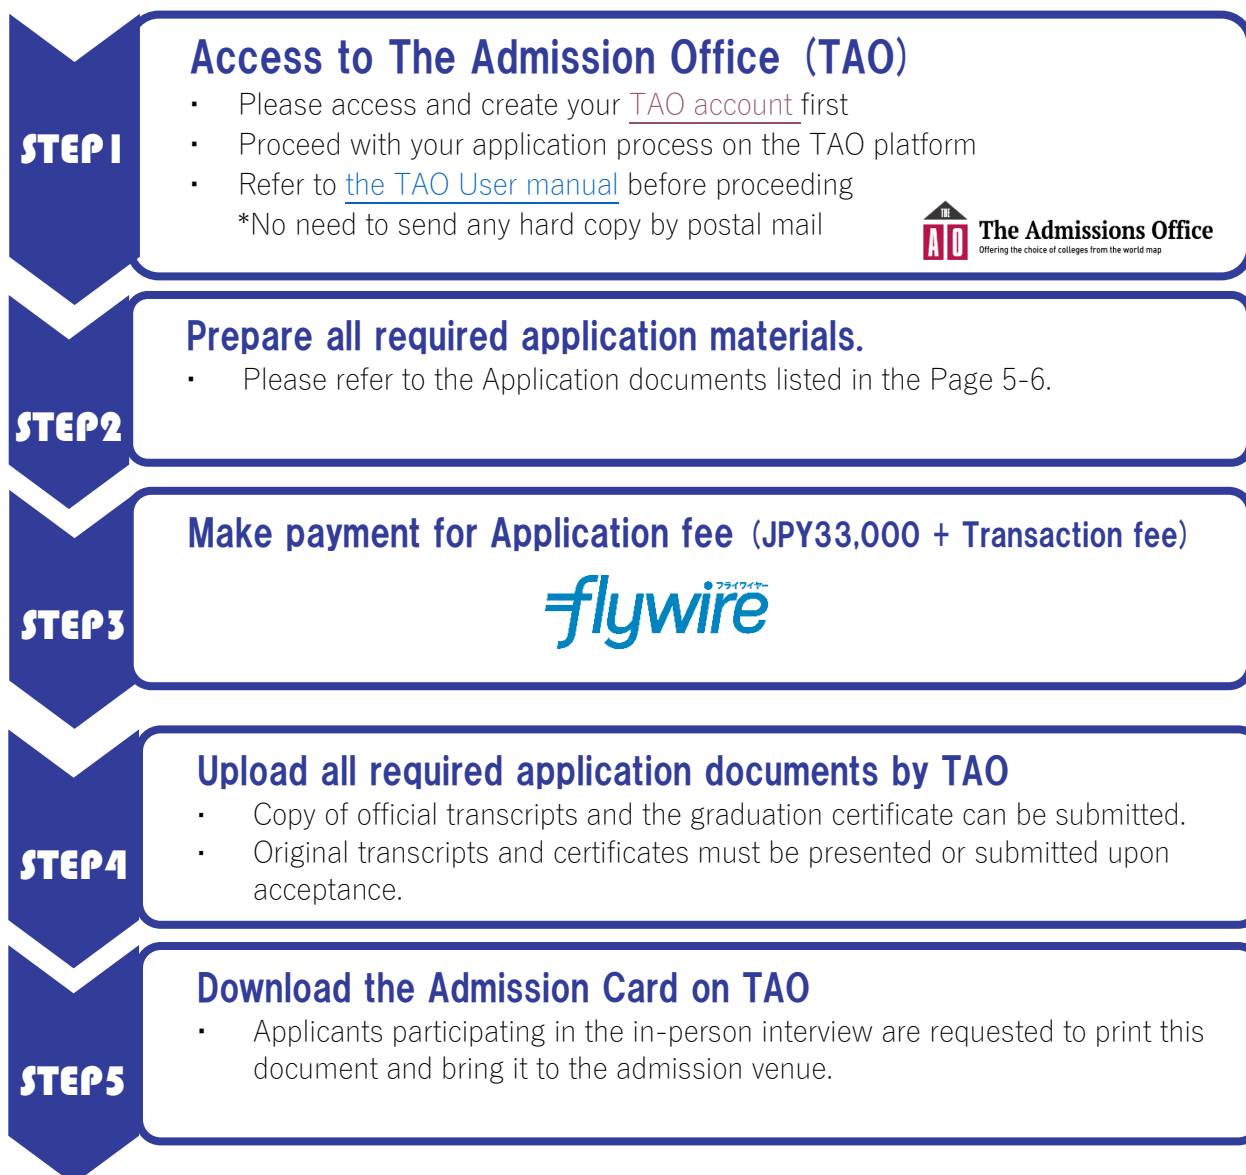 STEP1
Access to The Admission Office (TAO)
・ Please access and create your TAO account first
・ Proceed with your application process on the TAO platform
・ Refer to the TAO User manual before proceeding
*No need to send any hard copy by postal mail
THE
AO
The Admissions Office
Offering the choice of colleges from the world map
STEP2
Prepare all required application materials.
・ Please refer to the Application documents listed in the Page 5-6.
STEP3
Make payment for Application fee (JPY33,000 + Transaction fee)
フライワイヤー
flywire
STEP4
Upload all required application documents by TAO
・ Copy of official transcripts and the graduation certificate can be submitted.
・ Original transcripts and certificates must be presented or submitted upon
acceptance.
STEP5
Download the Admission Card on TAO
・ Applicants participating in the in-person interview are requested to print this
document and bring it to the admission venue.